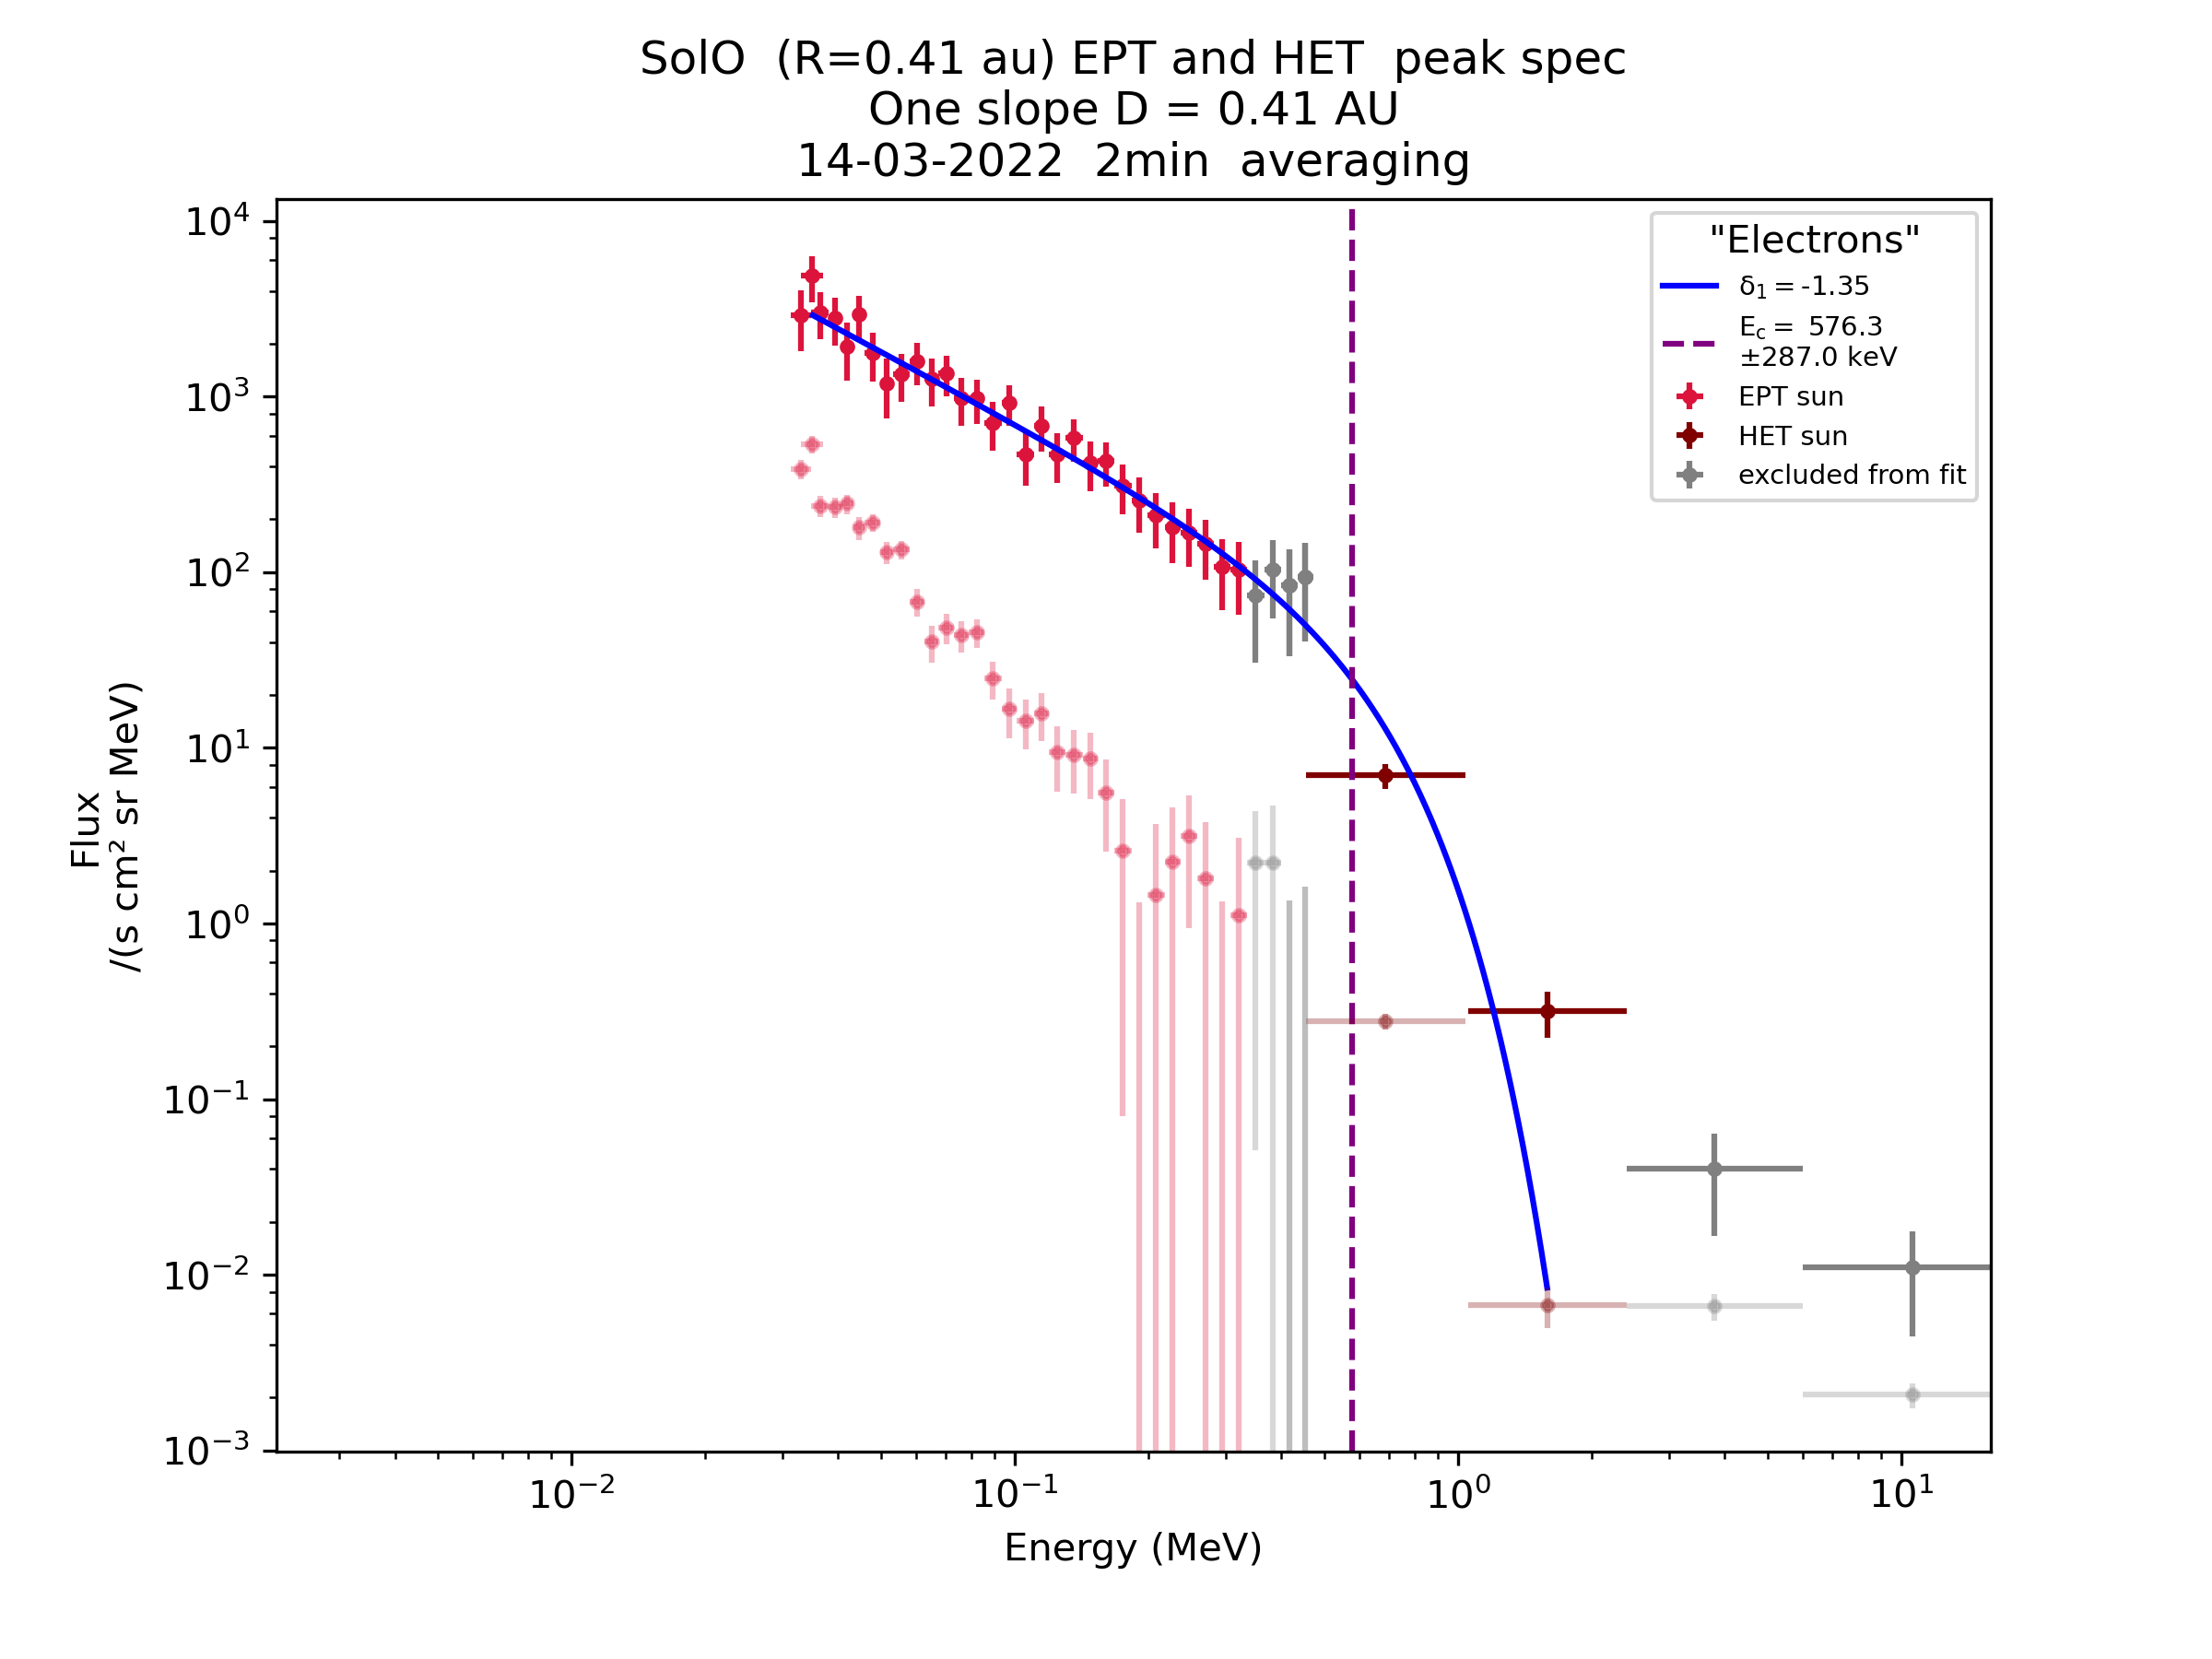 SolO  (R=0.41 au) EPT and HET  peak spec
One slope D = 0.41 AU
14-03-2022  2min  averaging
"Electrons"
δ₁ = -1.35
E_c =  576.3
±287.0 keV
EPT sun
HET sun
excluded from fit
Flux
/(s cm² sr MeV)
10⁴
10³
10²
10¹
10⁰
10⁻¹
10⁻²
10⁻³
10⁻² 10⁻¹ 10⁰ 10¹
Energy (MeV)